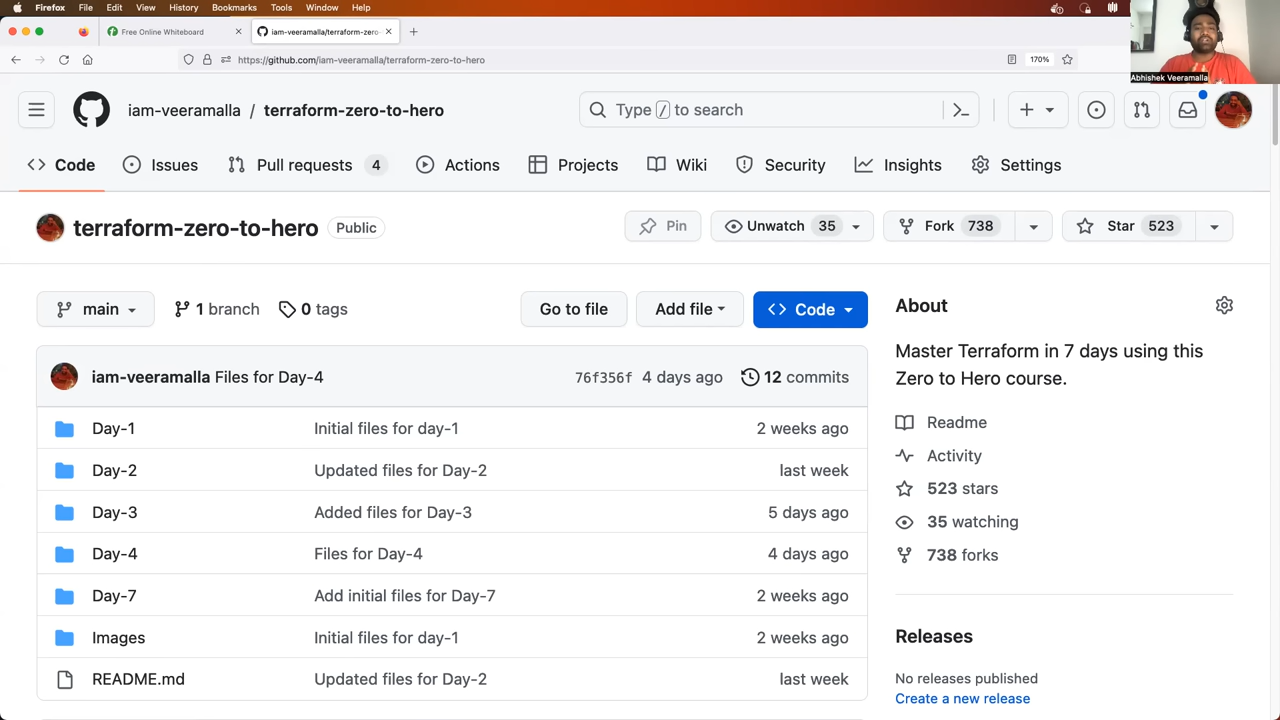 Firefox File Edit View History Bookmarks Tools Window Help
Free Online Whiteboard
iam-veeramalla/terraform-zero-
https://github.com/iam-veeramalla/terraform-zero-to-hero
170%
Abhishek Veeramalla
iam-veeramalla / terraform-zero-to-hero
Type / to search
Code Issues Pull requests 4 Actions Projects Wiki Security Insights Settings
terraform-zero-to-hero Public
Pin Unwatch 35 Fork 738 Star 523
main 1 branch 0 tags Go to file Add file Code
iam-veeramalla Files for Day-4 76f356f 4 days ago 12 commits
Day-1 Initial files for day-1 2 weeks ago
Day-2 Updated files for Day-2 last week
Day-3 Added files for Day-3 5 days ago
Day-4 Files for Day-4 4 days ago
Day-7 Add initial files for Day-7 2 weeks ago
Images Initial files for day-1 2 weeks ago
README.md Updated files for Day-2 last week
About
Master Terraform in 7 days using this
Zero to Hero course.
Readme
Activity
523 stars
35 watching
738 forks
Releases
No releases published
Create a new release